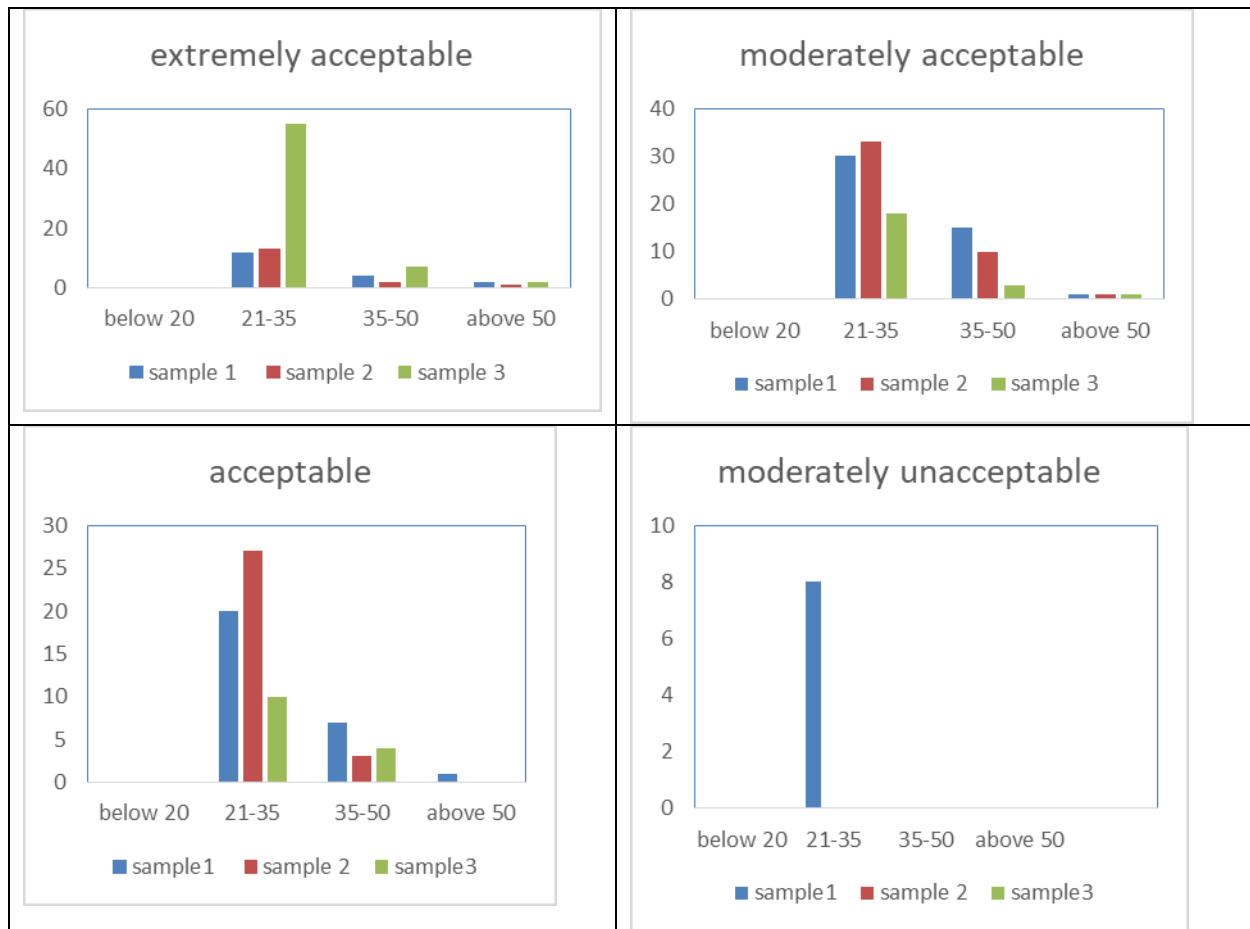 extremely acceptable
60
40
20
0
below 20 21-35 35-50 above 50
sample 1 sample 2 sample 3
moderately acceptable
40
30
20
10
0
below 20 21-35 35-50 above 50
sample1 sample 2 sample 3
acceptable
30
25
20
15
10
5
0
below 20 21-35 35-50 above 50
sample1 sample 2 sample3
moderately unacceptable
10
8
6
4
2
0
below 20 21-35 35-50 above 50
sample1 sample 2 sample3